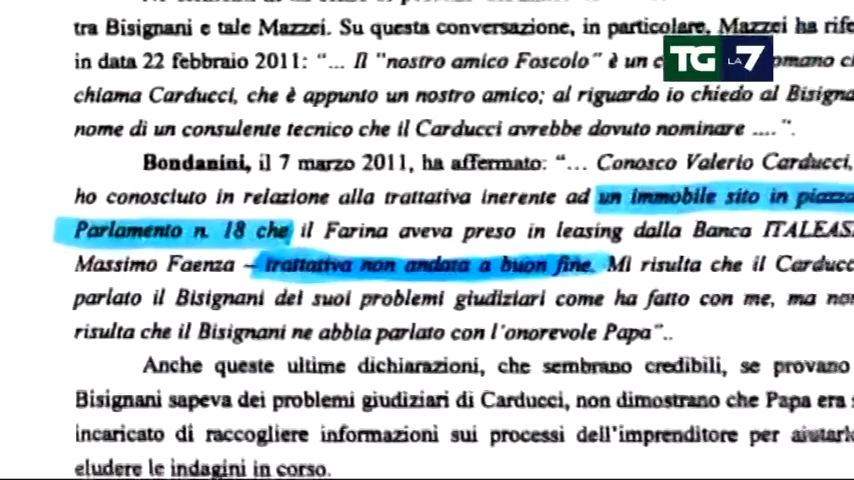 tra Bisignani e tale Mazzei. Su questa conversazione, in particolare, Mazzei ha rife
in data 22 febbraio 2011: “... Il "nostro amico Foscolo" è un c
omano c
chiama Carducci, che è appunto un nostro amico; al riguardo io chiedo al Bisigna
nome di un consulente tecnico che il Carducci avrebbe dovuto nominare ....”.
Bondanini, il 7 marzo 2011, ha affermato: “... Conosco Valerio Carducci,
ho conosciuto in relazione alla trattativa inerente ad un immobile sito in piazza
Parlamento n. 18 che il Farina aveva preso in leasing dalla Banca ITALEAS
Massimo Faenza – trattativa non andata a buon fine. Mi risulta che il Carducc
parlato il Bisignani dei suoi problemi giudiziari come ha fatto con me, ma non
risulta che il Bisignani ne abbia parlato con l'onorevole Papa”..
Anche queste ultime dichiarazioni, che sembrano credibili, se provano
Bisignani sapeva dei problemi giudiziari di Carducci, non dimostrano che Papa era s
incaricato di raccogliere informazioni sui processi dell'imprenditore per aiutarl
eludere le indagini in corso.
TG LA 7